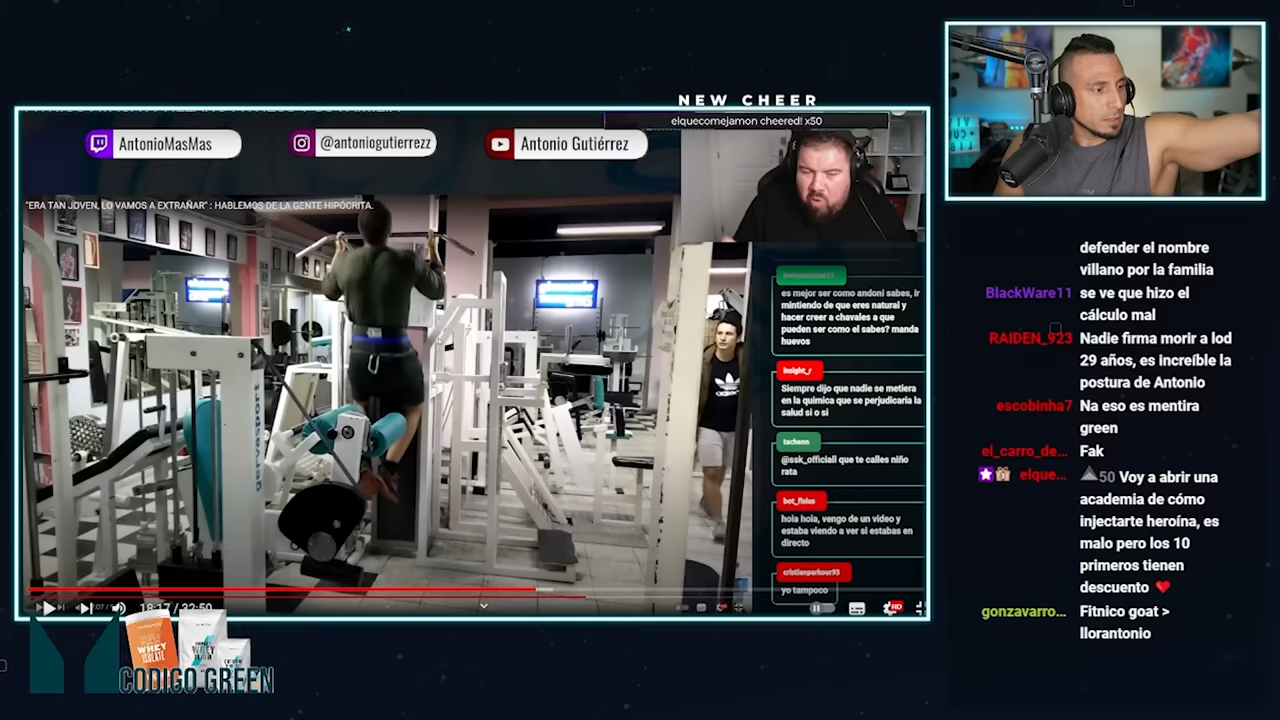 NEW CHEER
elquecomejamon cheered! x50
AntonioMasMas
@antoniogutierrezz
Antonio Gutiérrez
"ERA TAN JOVEN, LO VAMOS A EXTRAÑAR" : HABLEMOS DE LA GENTE HIPÓCRITA.
es mejor ser como andoni sabes, ir
mintiendo de que eres natural y
hacer creer a chavales a que
pueden ser como el sabes? manda
huevos
insight_r
Siempre dijo que nadie se metiera
en la quimica que se perjudicaria la
salud si o si
tachenn
@ssk_officiall que te calles niño
rata
bot_fisius
hola hola, vengo de un video y
estaba viendo a ver si estabas en
directo
cristianparkour93
yo tampoco
gervasport
adidas
18:17 / 32:50
HD
WHEY
ISOLATE
CODIGO GREEN
defender el nombre
villano por la familia
BlackWare11 se ve que hizo el
cálculo mal
RAIDEN_923 Nadie firma morir a lod
29 años, es increíble la
postura de Antonio
escobinha7 Na eso es mentira
green
el_carro_de... Fak
elque... 50 Voy a abrir una
academia de cómo
injectarte heroína, es
malo pero los 10
primeros tienen
descuento ❤
gonzavarro... Fitnico goat >
llorantonio